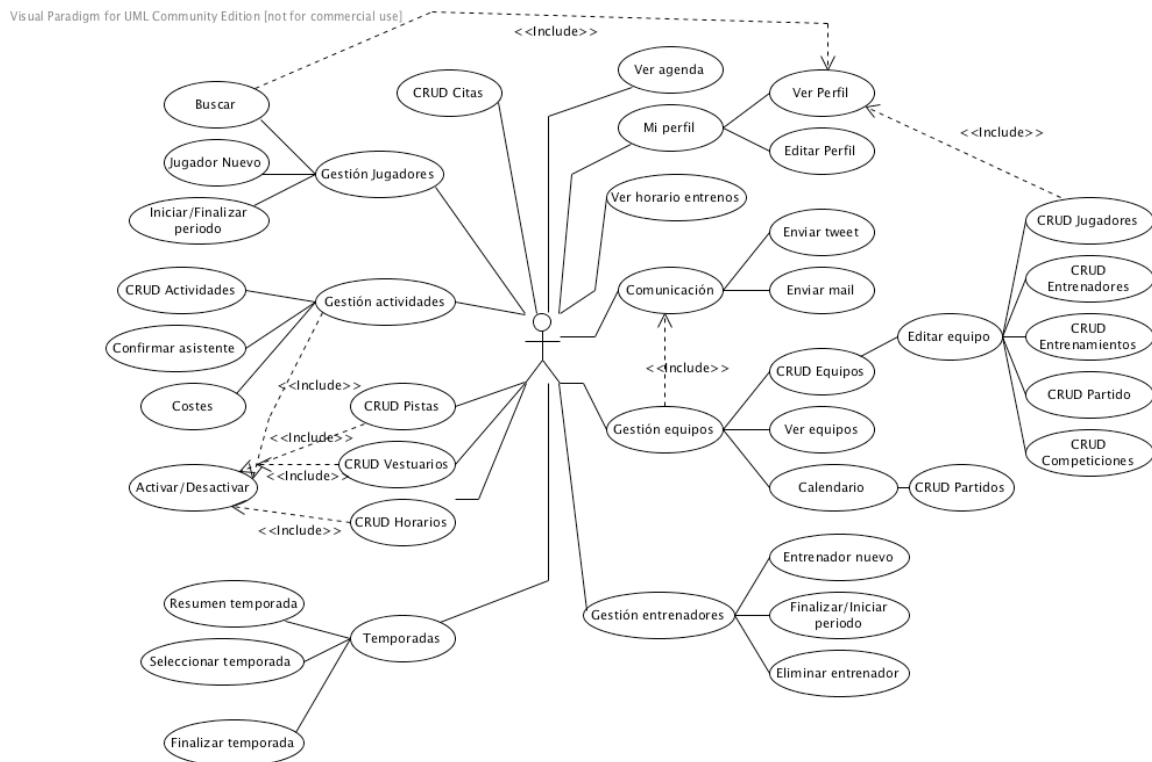 Visual Paradigm for UML Community Edition [not for commercial use]
<<Include>>
Ver agenda
CRUD Citas
Ver Perfil
Buscar
Mi perfil
<<Include>>
Editar Perfil
Jugador Nuevo
Gestión Jugadores
Ver horario entrenos
Iniciar/Finalizar
periodo
CRUD Jugadores
Enviar tweet
CRUD
Entrenadores
CRUD Actividades
Gestión actividades
Comunicación
Enviar mail
CRUD
Entrenamientos
Editar equipo
Confirmar asistente
<<Include>>
<<Include>>
CRUD Equipos
CRUD Partido
Costes
CRUD Pistas
<<Include>>
Gestión equipos
Ver equipos
CRUD
Competiciones
CRUD Vestuarios
<<Include>>
Activar/Desactivar
Calendario
CRUD Partidos
<<Include>>
CRUD Horarios
Entrenador nuevo
Resumen temporada
Gestión entrenadores
Finalizar/Iniciar
periodo
Temporadas
Seleccionar temporada
Eliminar entrenador
Finalizar temporada